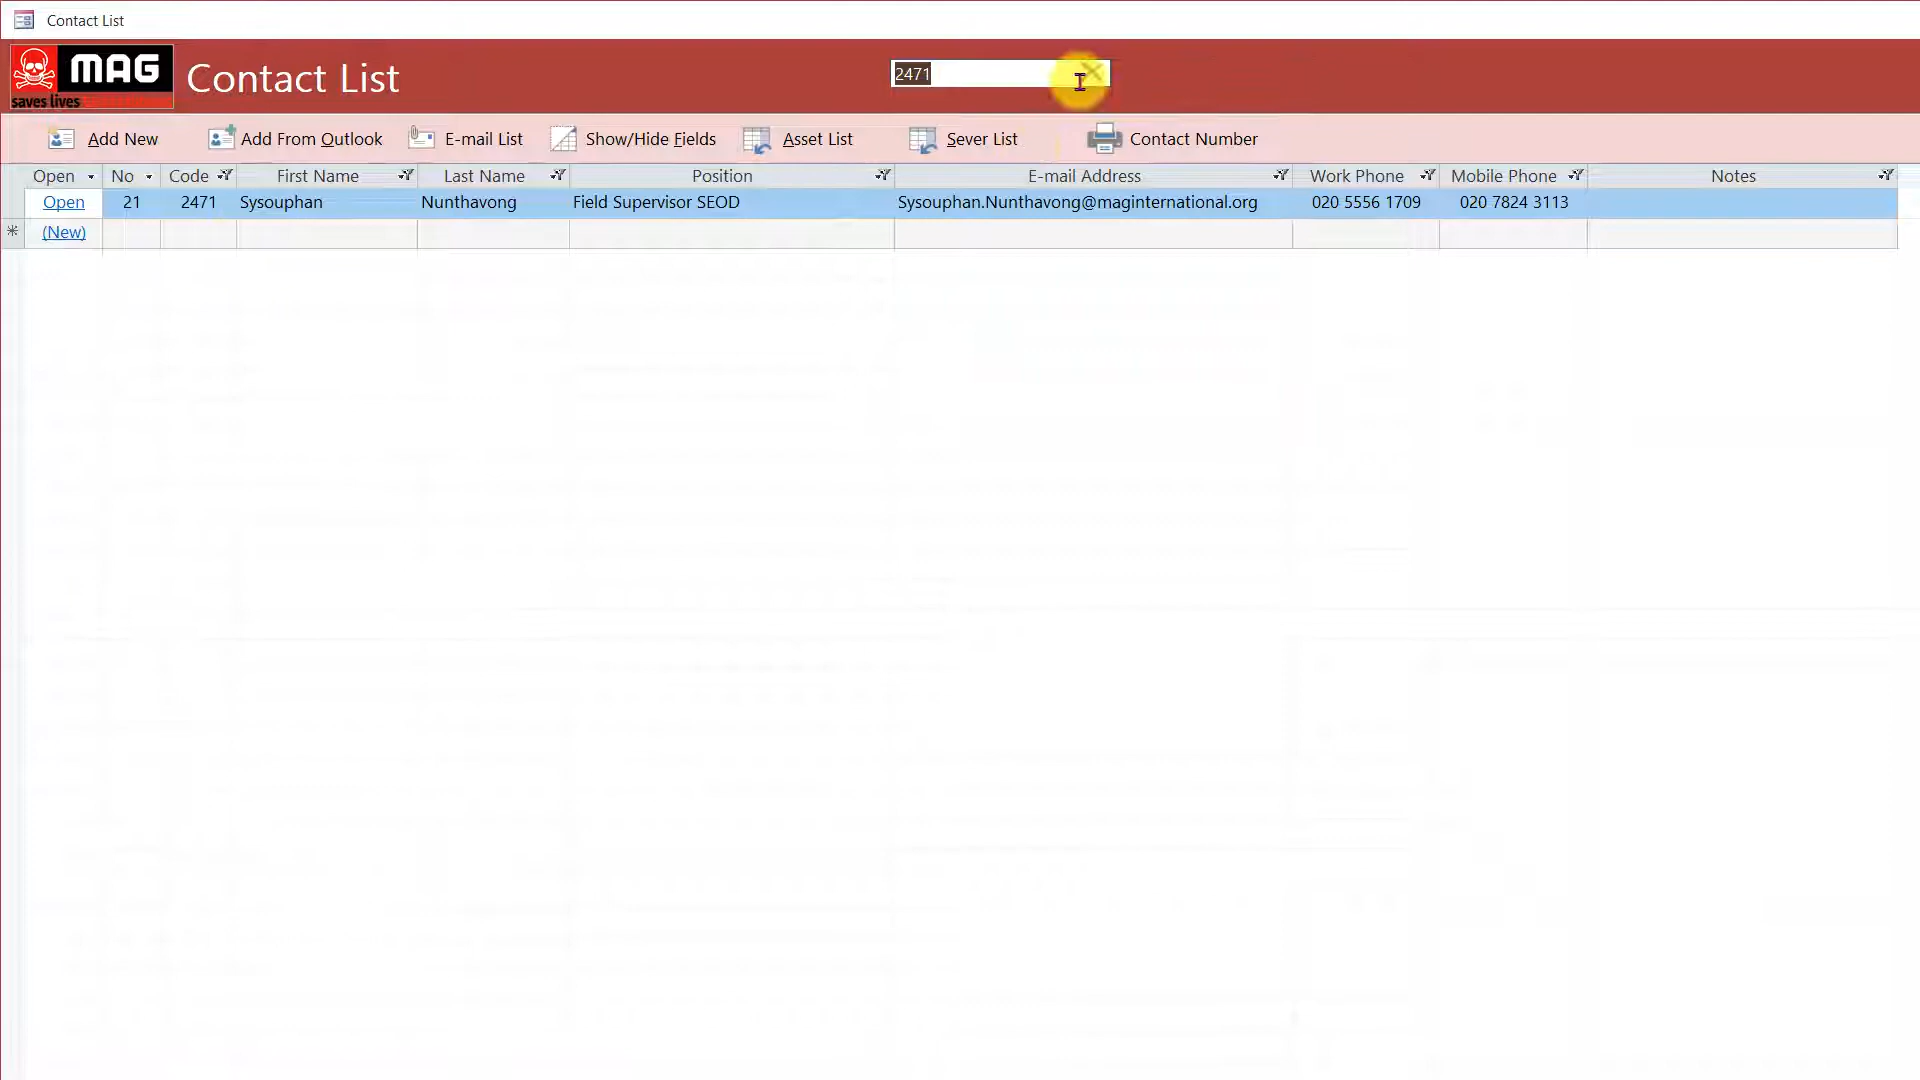 Contact List
MAG
saves lives
Contact List
2471
Add New
Add From Outlook
E-mail List
Show/Hide Fields
Asset List
Sever List
Contact Number
Open No Code First Name Last Name Position E-mail Address Work Phone Mobile Phone Notes
Open 21 2471 Sysouphan Nunthavong Field Supervisor SEOD Sysouphan.Nunthavong@maginternational.org 020 5556 1709 020 7824 3113
* (New)